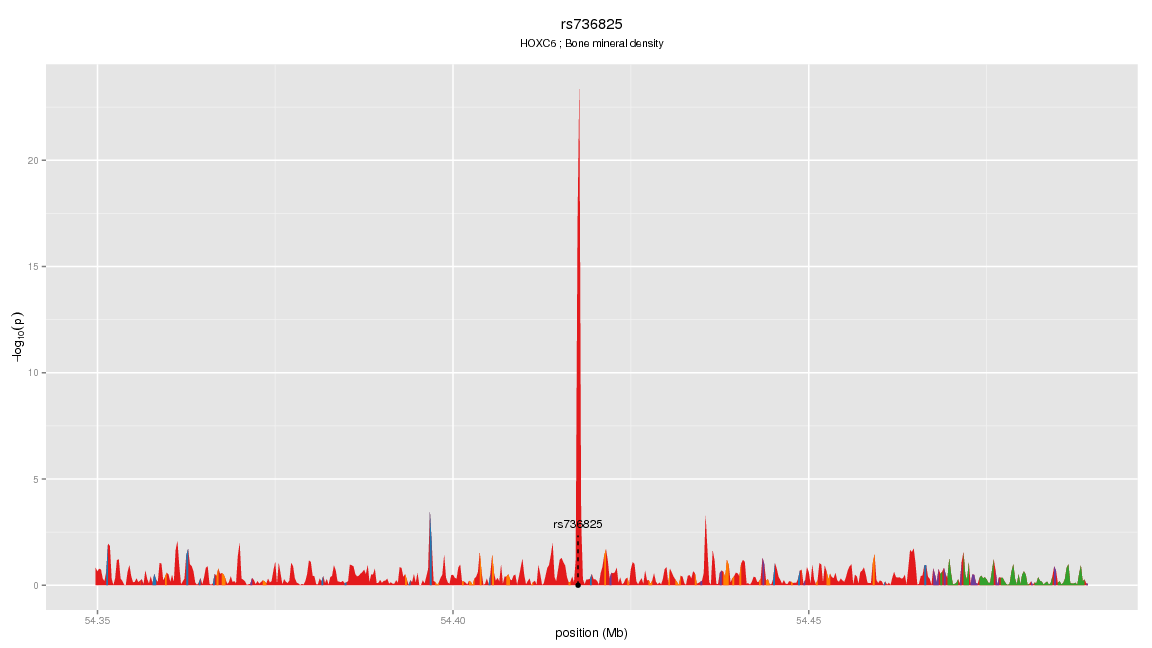 rs736825
HOXC6 ; Bone mineral density
20
15
10
5
0
−log10(p)
rs736825
54.35
54.40
54.45
position (Mb)